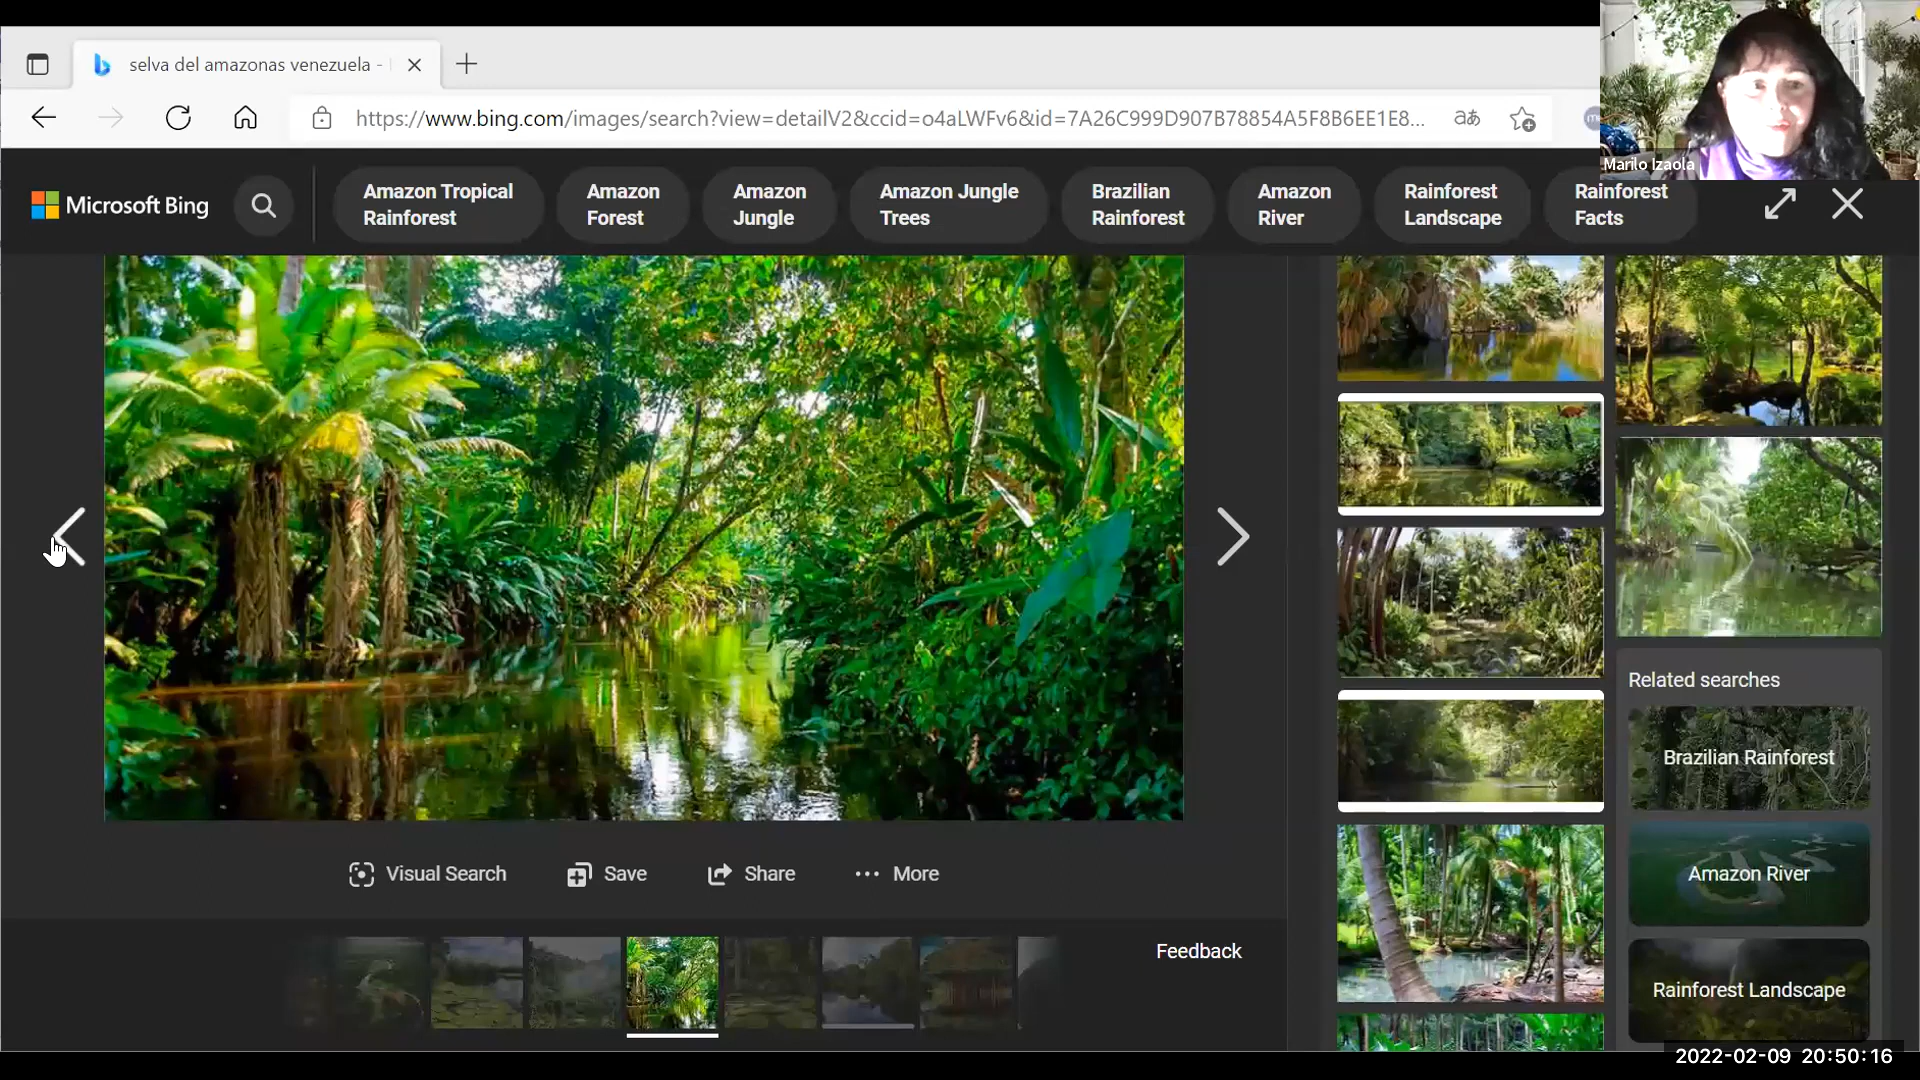 selva del amazonas venezuela -
https://www.bing.com/images/search?view=detailV2&ccid=o4aLWFv6&id=7A26C999D907B78854A5F8B6EE1E8...
Marilo Izaola
Microsoft Bing
Amazon Tropical
Rainforest
Amazon
Forest
Amazon
Jungle
Amazon Jungle
Trees
Brazilian
Rainforest
Amazon
River
Rainforest
Landscape
Rainforest
Facts
Related searches
Brazilian Rainforest
Amazon River
Rainforest Landscape
Visual Search
Save
Share
More
Feedback
2022-02-09 20:50:16